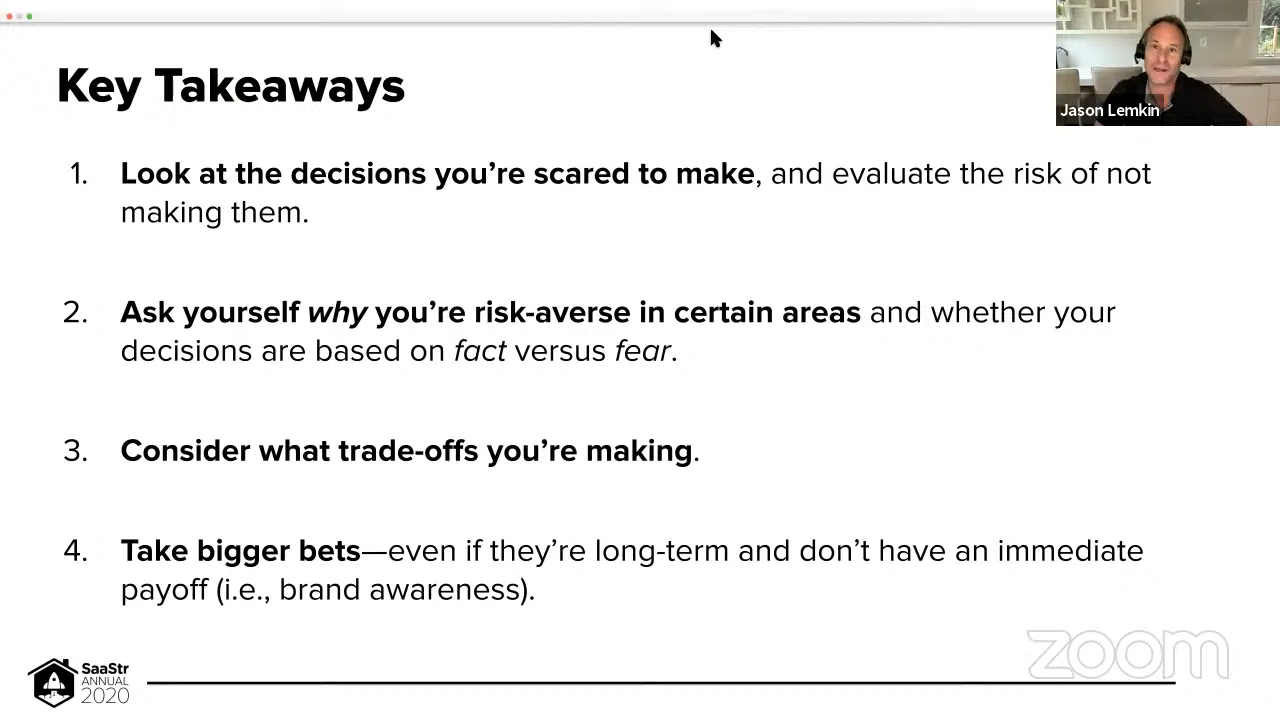 Key Takeaways
Jason Lemkin
1. Look at the decisions you’re scared to make, and evaluate the risk of not
making them.
2. Ask yourself why you’re risk-averse in certain areas and whether your
decisions are based on fact versus fear.
3. Consider what trade-offs you’re making.
4. Take bigger bets—even if they’re long-term and don’t have an immediate
payoff (i.e., brand awareness).
zoom
SaaStr
ANNUAL
2020